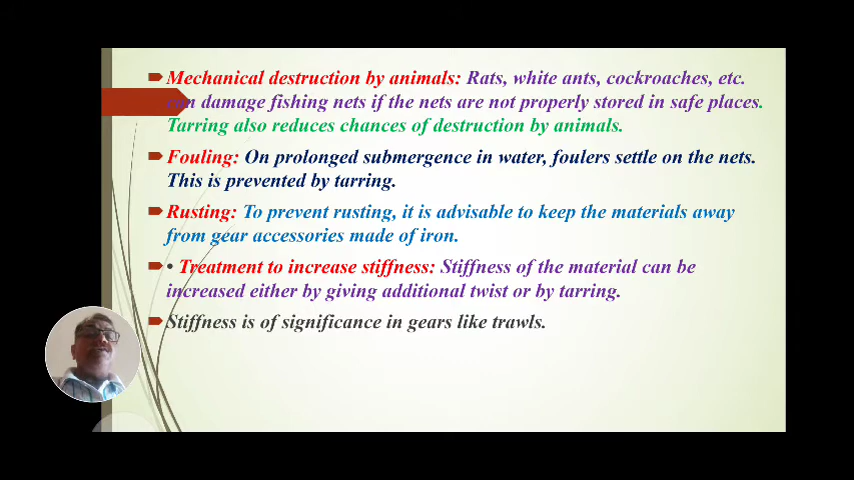 Mechanical destruction by animals: Rats, white ants, cockroaches, etc.
can damage fishing nets if the nets are not properly stored in safe places.
Tarring also reduces chances of destruction by animals.
Fouling: On prolonged submergence in water, foulers settle on the nets.
This is prevented by tarring.
Rusting: To prevent rusting, it is advisable to keep the materials away
from gear accessories made of iron.
• Treatment to increase stiffness: Stiffness of the material can be
increased either by giving additional twist or by tarring.
Stiffness is of significance in gears like trawls.